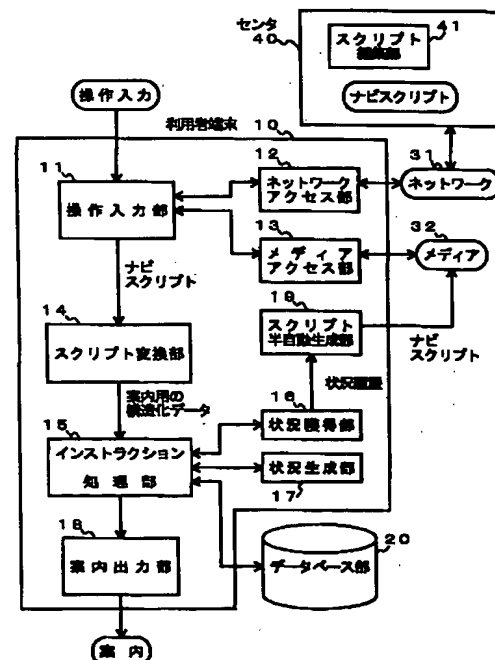 センタ
40
41
スクリプト
編集部
ナビスクリプト
操作入力
利用者端末
10
11
操作入力部
12
ネットワーク
アクセス部
31
ネットワーク
13
メディア
アクセス部
32
メディア
ナビ
スクリプト
14
スクリプト変換部
19
スクリプト
半自動生成部
ナビ
スクリプト
状況履歴
案内用の
構造化データ
15
インストラクション
処理部
16
状況獲得部
状況生成部
17
18
案内出力部
20
データベース部
案内